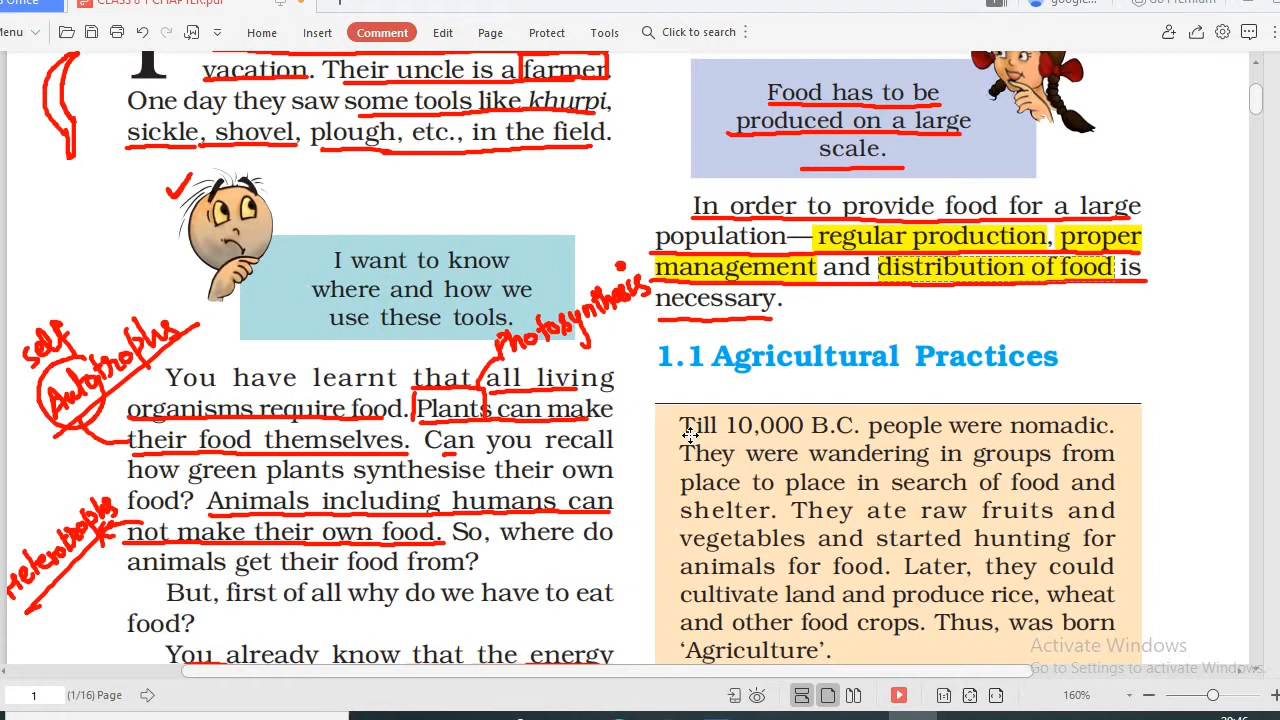 CLASS 8 1 CHAPTER.pdf
Go Premium
Menu
Home
Insert
Comment
Edit
Page
Protect
Tools
Click to search
vacation. Their uncle is a farmer.
One day they saw some tools like khurpi,
sickle, shovel, plough, etc., in the field.
I want to know
where and how we
use these tools.
Photosynthesis
self
Autotrophs
You have learnt that all living
organisms require food. Plants can make
their food themselves. Can you recall
how green plants synthesise their own
food? Animals including humans can
not make their own food. So, where do
animals get their food from?
Heterotrophs
But, first of all why do we have to eat
food?
You already know that the energy
Food has to be
produced on a large
scale.
In order to provide food for a large
population—regular production, proper
management and distribution of food is
necessary.
1.1 Agricultural Practices
Till 10,000 B.C. people were nomadic.
They were wandering in groups from
place to place in search of food and
shelter. They ate raw fruits and
vegetables and started hunting for
animals for food. Later, they could
cultivate land and produce rice, wheat
and other food crops. Thus, was born
‘Agriculture’.
Activate Windows
Go to Settings to activate Windows.
1
(1/16) Page
1:1
160%